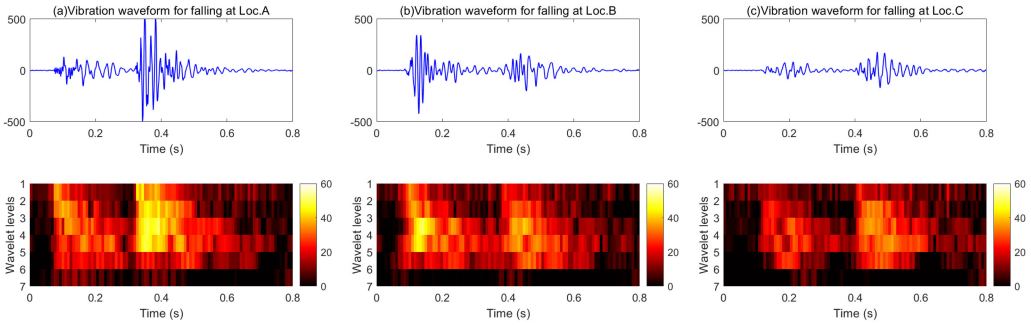 (a)Vibration waveform for falling at Loc.A
500
0
-500
0 0.2 0.4 0.6 0.8
Time (s)
(b)Vibration waveform for falling at Loc.B
500
0
-500
0 0.2 0.4 0.6 0.8
Time (s)
(c)Vibration waveform for falling at Loc.C
500
0
-500
0 0.2 0.4 0.6 0.8
Time (s)
Wavelet levels
1
2
3
4
5
6
7
0 0.2 0.4 0.6 0.8
Time (s)
60
40
20
0
Wavelet levels
1
2
3
4
5
6
7
0 0.2 0.4 0.6 0.8
Time (s)
60
40
20
0
Wavelet levels
1
2
3
4
5
6
7
0 0.2 0.4 0.6 0.8
Time (s)
60
40
20
0